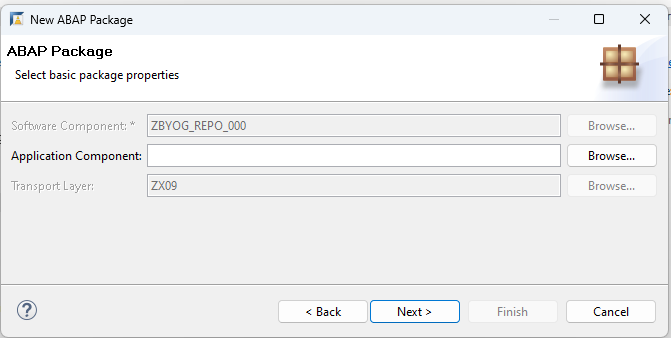 New ABAP Package
ABAP Package
Select basic package properties
Software Component: * ZBYOG_REPO_000 Browse...
Application Component: Browse...
Transport Layer: ZX09 Browse...
? < Back Next > Finish Cancel